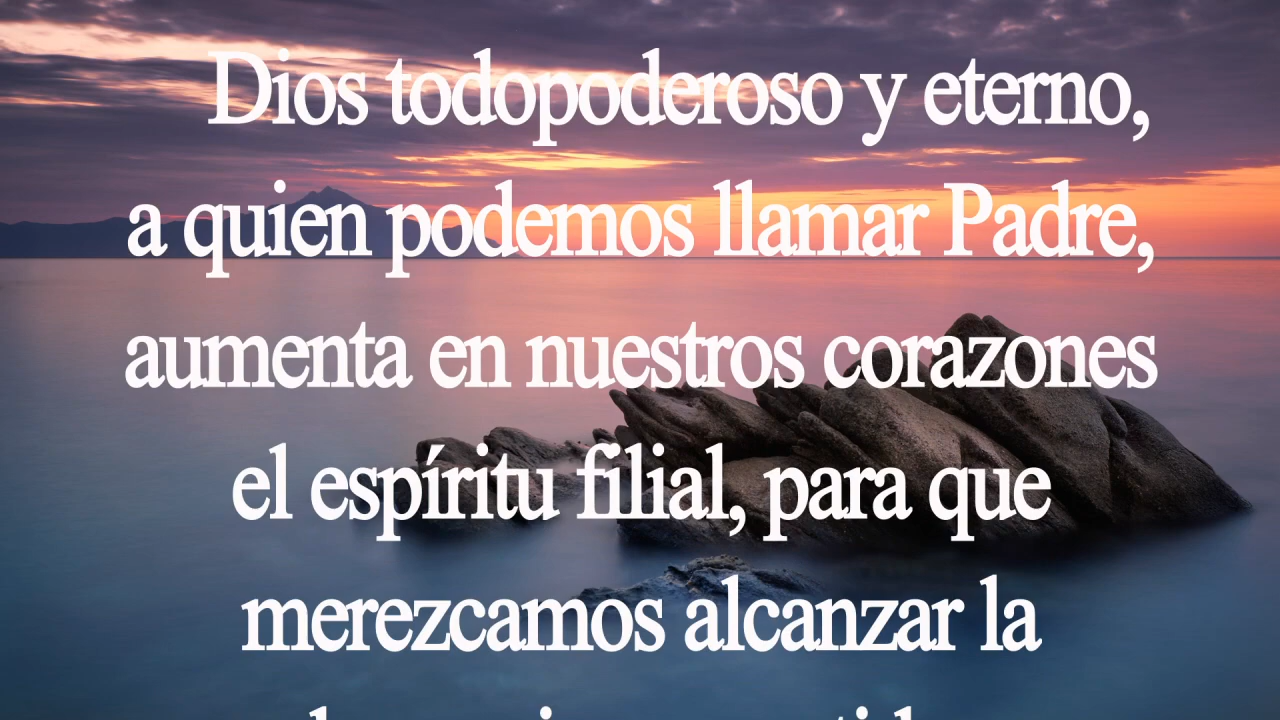 Dios todopoderoso y eterno,
a quien podemos llamar Padre,
aumenta en nuestros corazones
el espíritu filial, para que
merezcamos alcanzar la